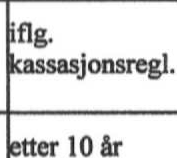 iflg.
kassasjonsregl.
etter 10 år